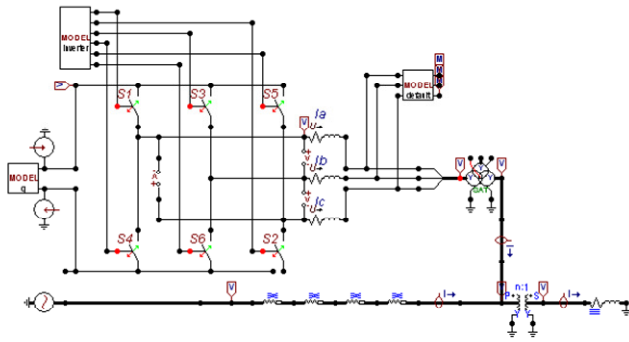 MODEL
Inverter
S1
S3
S5
V
Ia
V
V
Ib
V
Ic
MODEL
default
M
M
M
V
Y
Y
Y
SAT
V
A
MODEL
q
S4
S6
S2
I
V
I
V
P
n:1
S
V
I
Y
Y